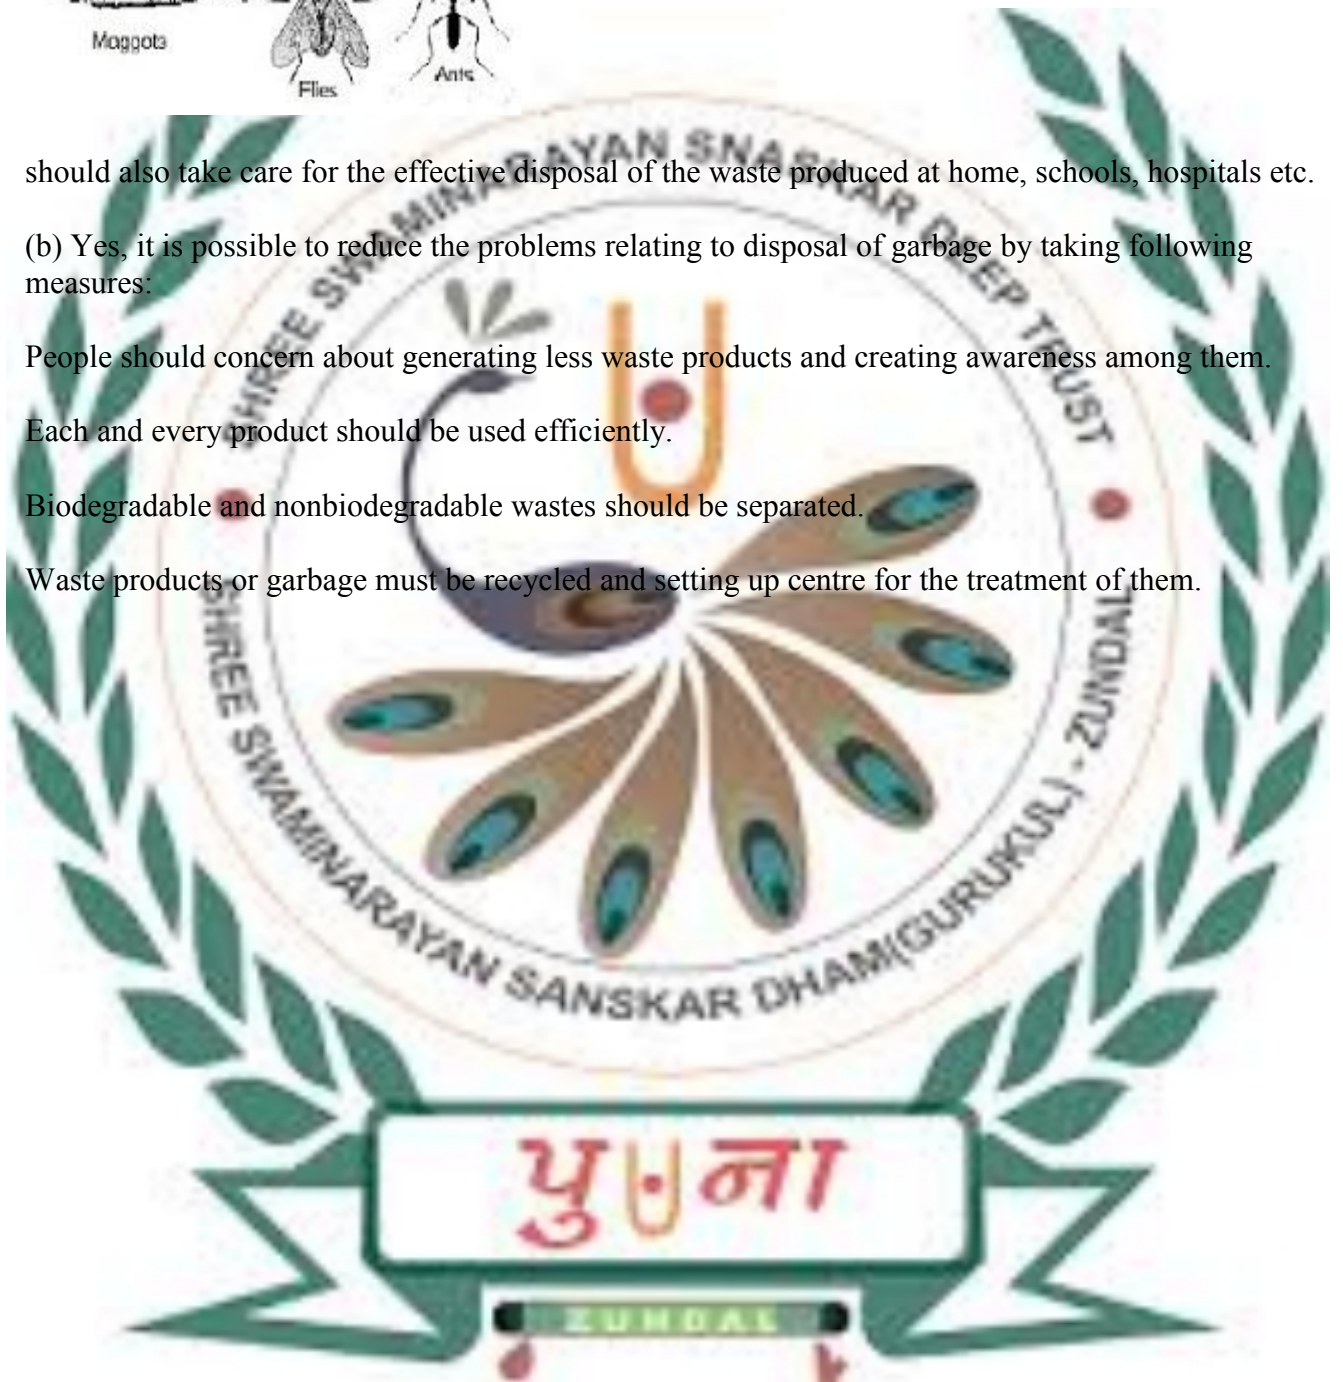 Maggots
Flies
Ants
should also take care for the effective disposal of the waste produced at home, schools, hospitals etc.
(b) Yes, it is possible to reduce the problems relating to disposal of garbage by taking following
measures:
People should concern about generating less waste products and creating awareness among them.
Each and every product should be used efficiently.
Biodegradable and nonbiodegradable wastes should be separated.
Waste products or garbage must be recycled and setting up centre for the treatment of them.
SHREE SWAMINARAYAN SNASKAR DEEP TRUST
SHREE SWAMINARAYAN SANSKAR DHAM(GURUKUL) - ZUNDAL
पु ना
ZUNDAL